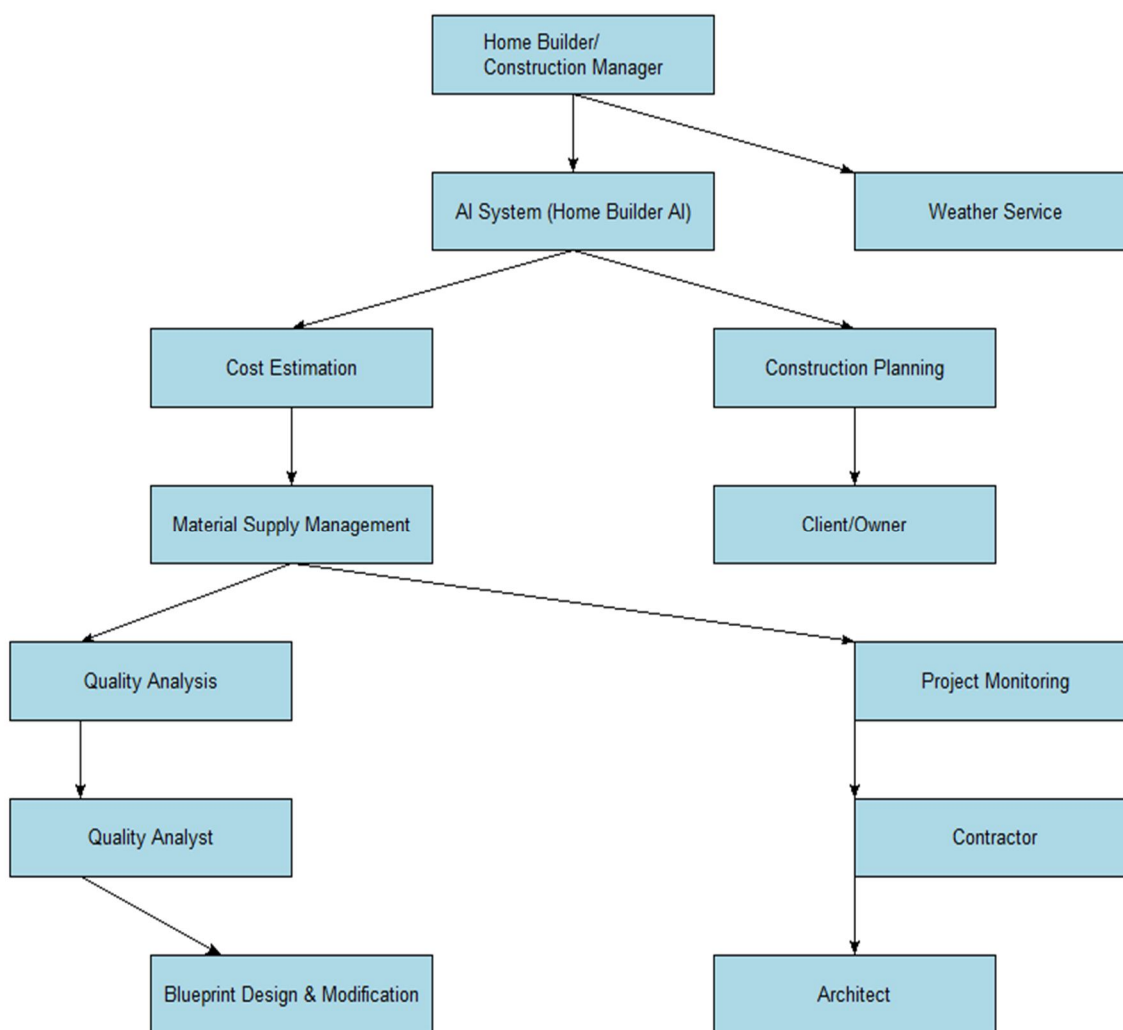 Home Builder/
Construction Manager
AI System (Home Builder AI)
Weather Service
Cost Estimation
Construction Planning
Material Supply Management
Client/Owner
Quality Analysis
Project Monitoring
Quality Analyst
Contractor
Blueprint Design & Modification
Architect